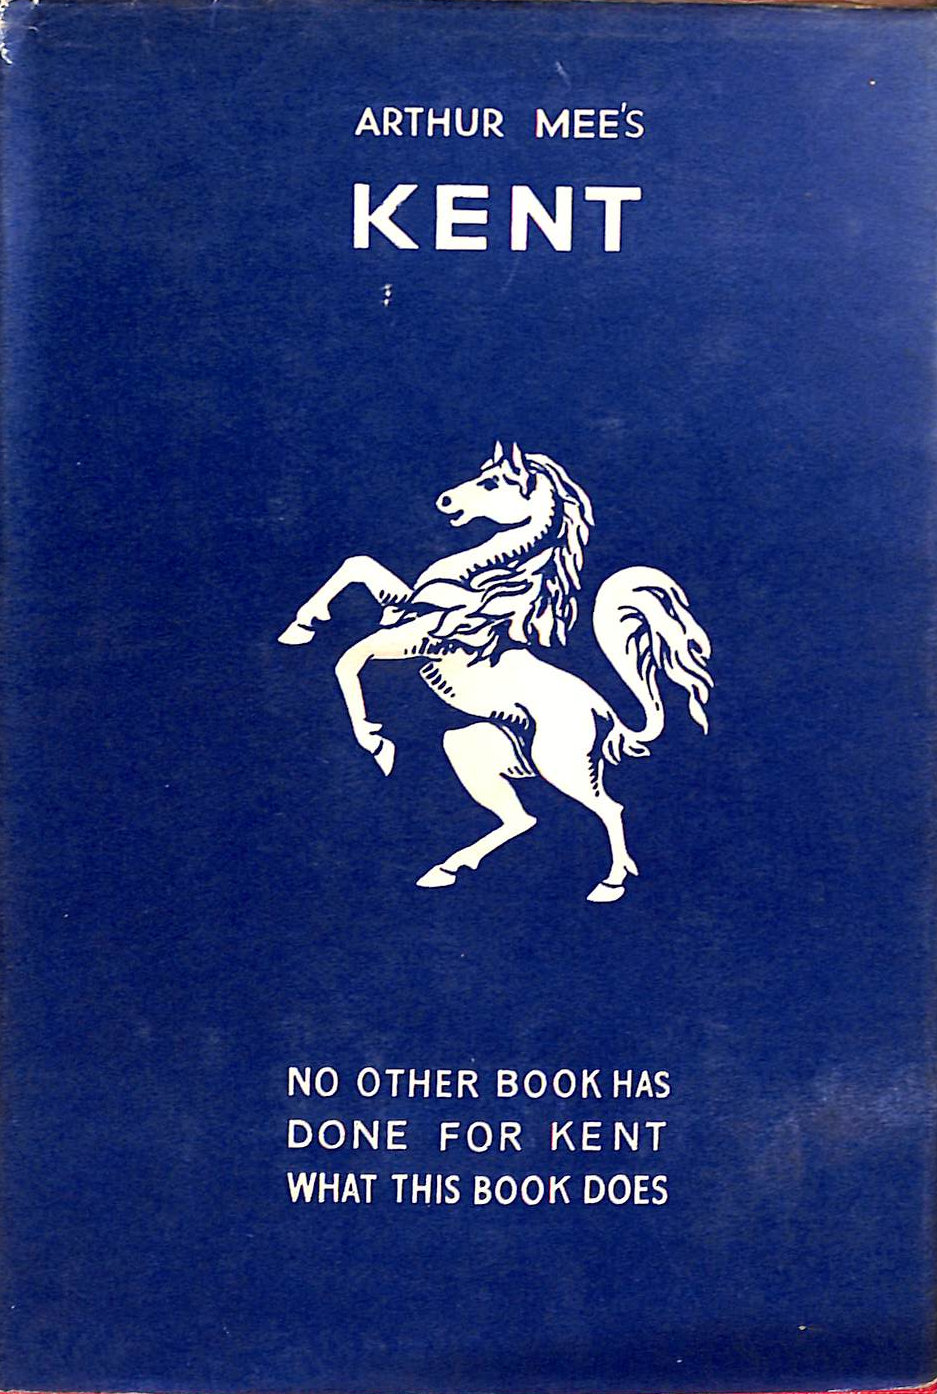 ARTHUR MEE'S
KENT
NO OTHER BOOK HAS
DONE FOR KENT
WHAT THIS BOOK DOES